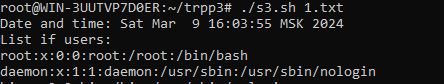 root@WIN-3UUTVP7D0ER:~/trpp3# ./s3.sh 1.txt
Date and time: Sat Mar  9 16:03:55 MSK 2024
List if users:
root:x:0:0:root:/root:/bin/bash
daemon:x:1:1:daemon:/usr/sbin:/usr/sbin/nologin